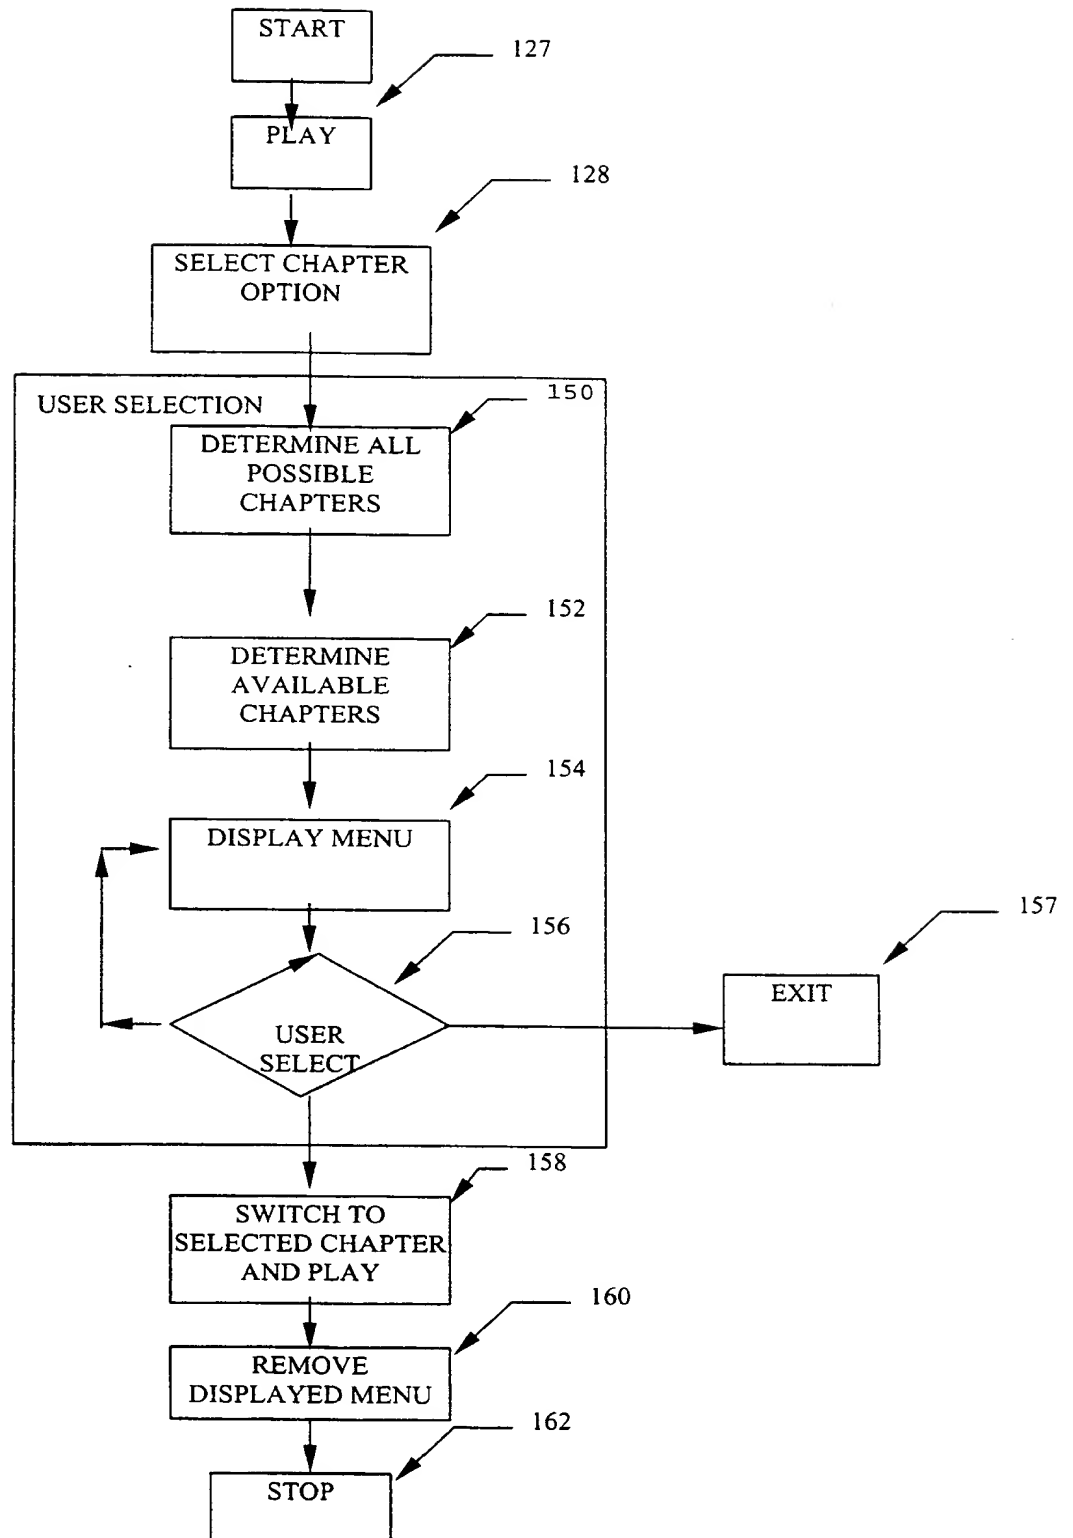 START
127
PLAY
128
SELECT CHAPTER
OPTION
150
USER SELECTION
DETERMINE ALL
POSSIBLE
CHAPTERS
152
DETERMINE
AVAILABLE
CHAPTERS
154
DISPLAY MENU
157
156
EXIT
USER
SELECT
158
SWITCH TO
SELECTED CHAPTER
AND PLAY
160
REMOVE
DISPLAYED MENU
162
STOP